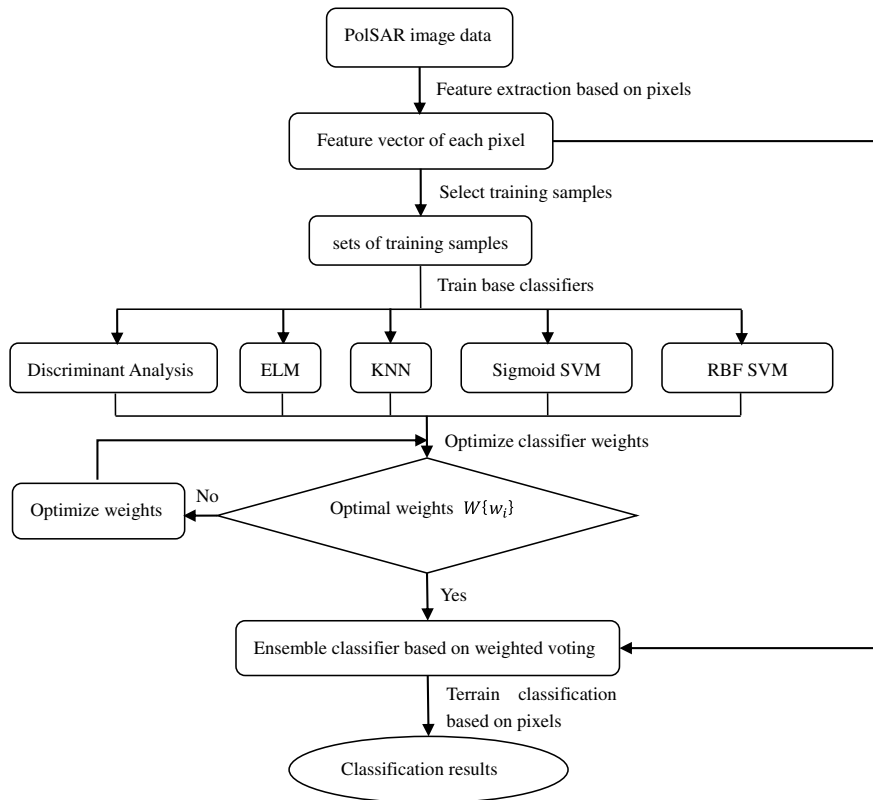 PolSAR image data
Feature extraction based on pixels
Feature vector of each pixel
Select training samples
sets of training samples
Train base classifiers
Discriminant Analysis
ELM
KNN
Sigmoid SVM
RBF SVM
Optimize classifier weights
No
Optimize weights
Optimal weights W{wᵢ}
Yes
Ensemble classifier based on weighted voting
Terrain classification
based on pixels
Classification results